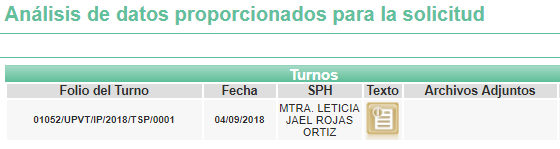 Análisis de datos proporcionados para la solicitud
Turnos
Folio del Turno Fecha SPH Texto Archivos Adjuntos
01052/UPVT/IP/2018/TSP/0001 04/09/2018 MTRA. LETICIA
JAEL ROJAS
ORTIZ